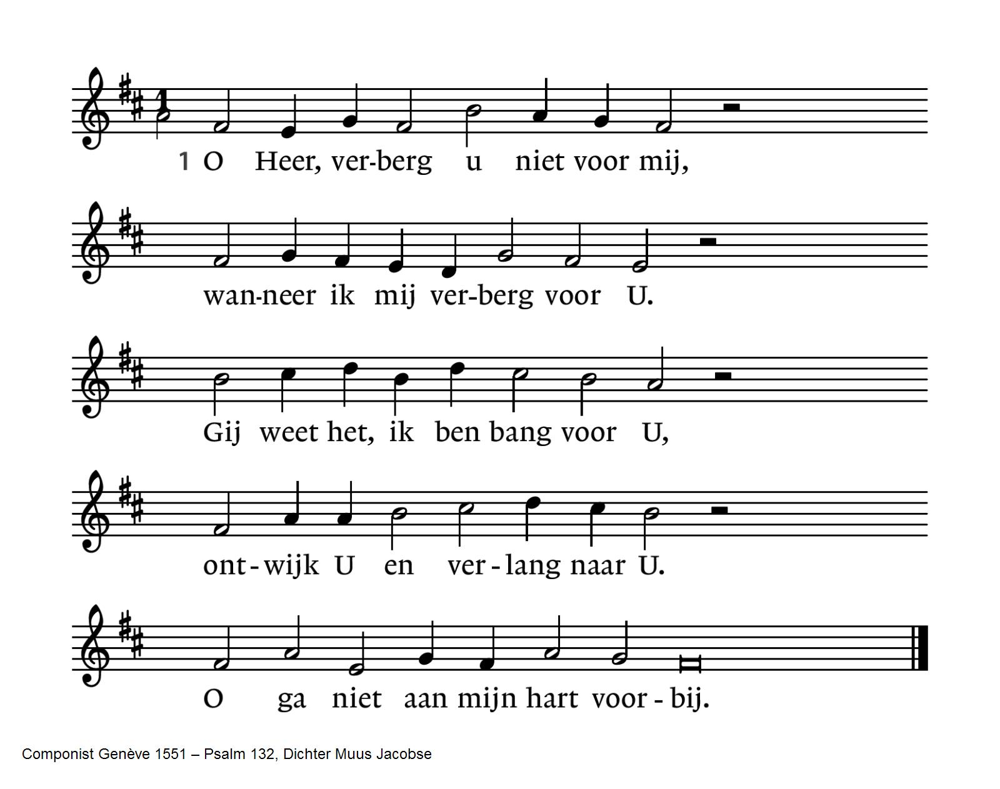 1 O Heer, ver-berg u niet voor mij,
wan-neer ik mij ver-berg voor U.
Gij weet het, ik ben bang voor U,
ont-wijk U en ver-lang naar U.
O ga niet aan mijn hart voor-bij.
Componist Genève 1551 – Psalm 132, Dichter Muus Jacobse